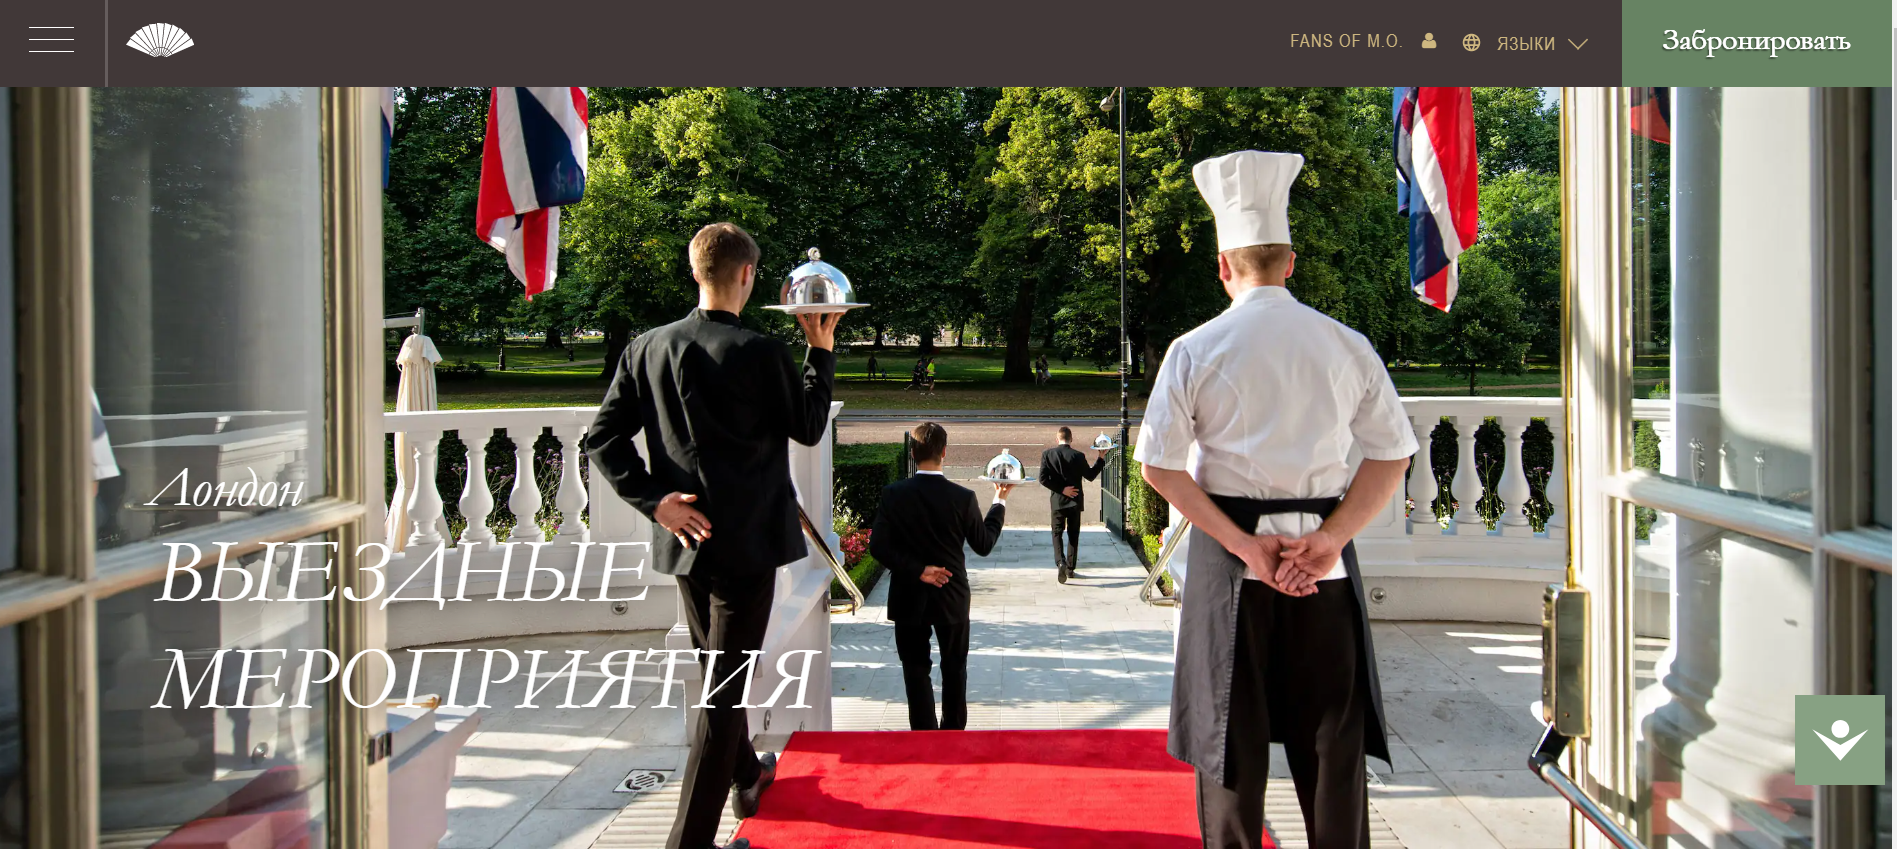 FANS OF M.O.
ЯЗЫКИ
Забронировать
Лондон
ВЫЕЗДНЫЕ
МЕРОПРИЯТИЯ